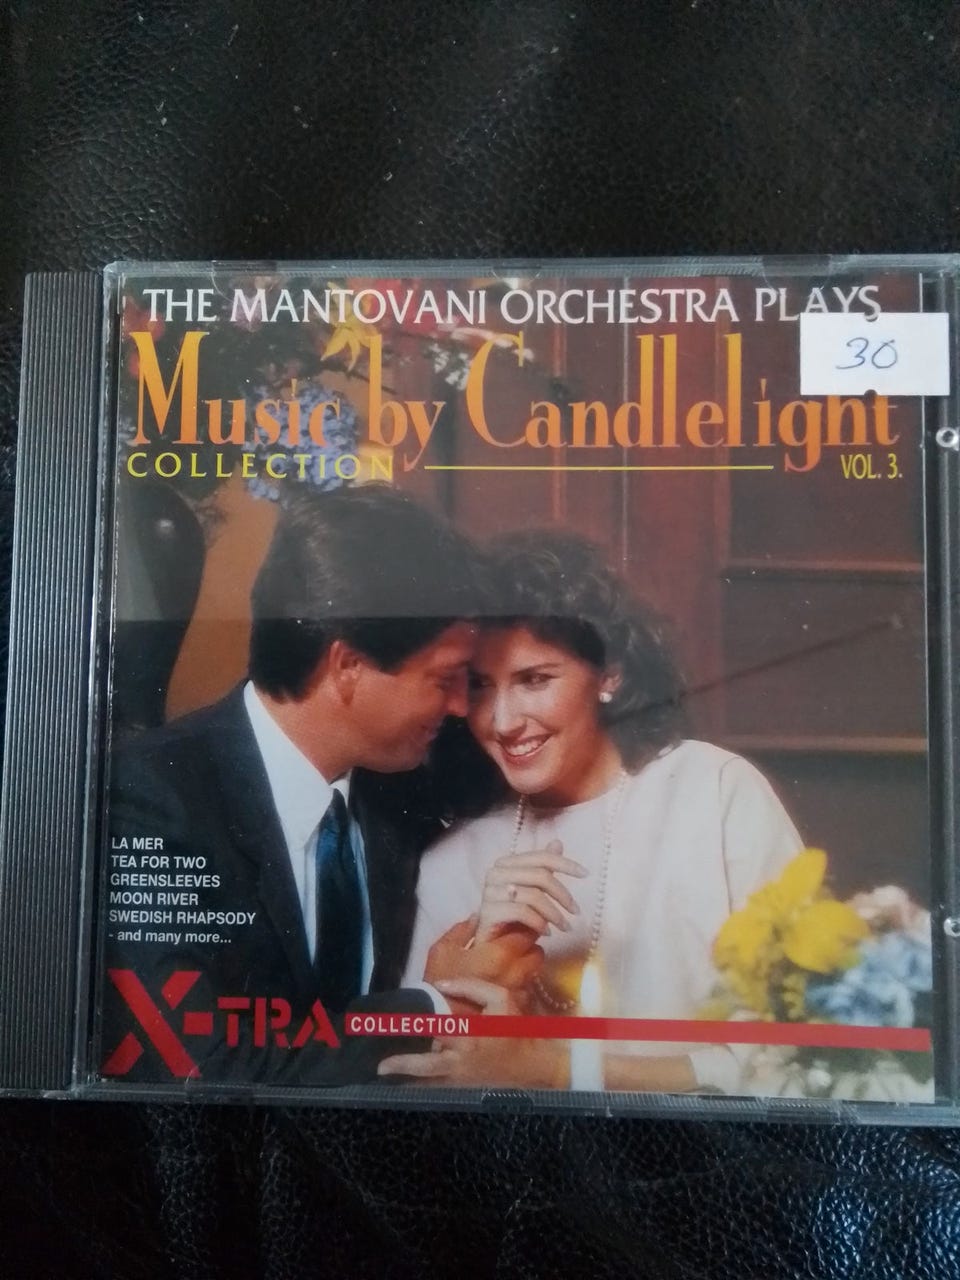 THE MANTOVANI ORCHESTRA PLAYS
30
Music by Candlelight
COLLECTION
VOL. 3.
LA MER
TEA FOR TWO
GREENSLEEVES
MOON RIVER
SWEDISH RHAPSODY
- and many more...
X-TRA COLLECTION